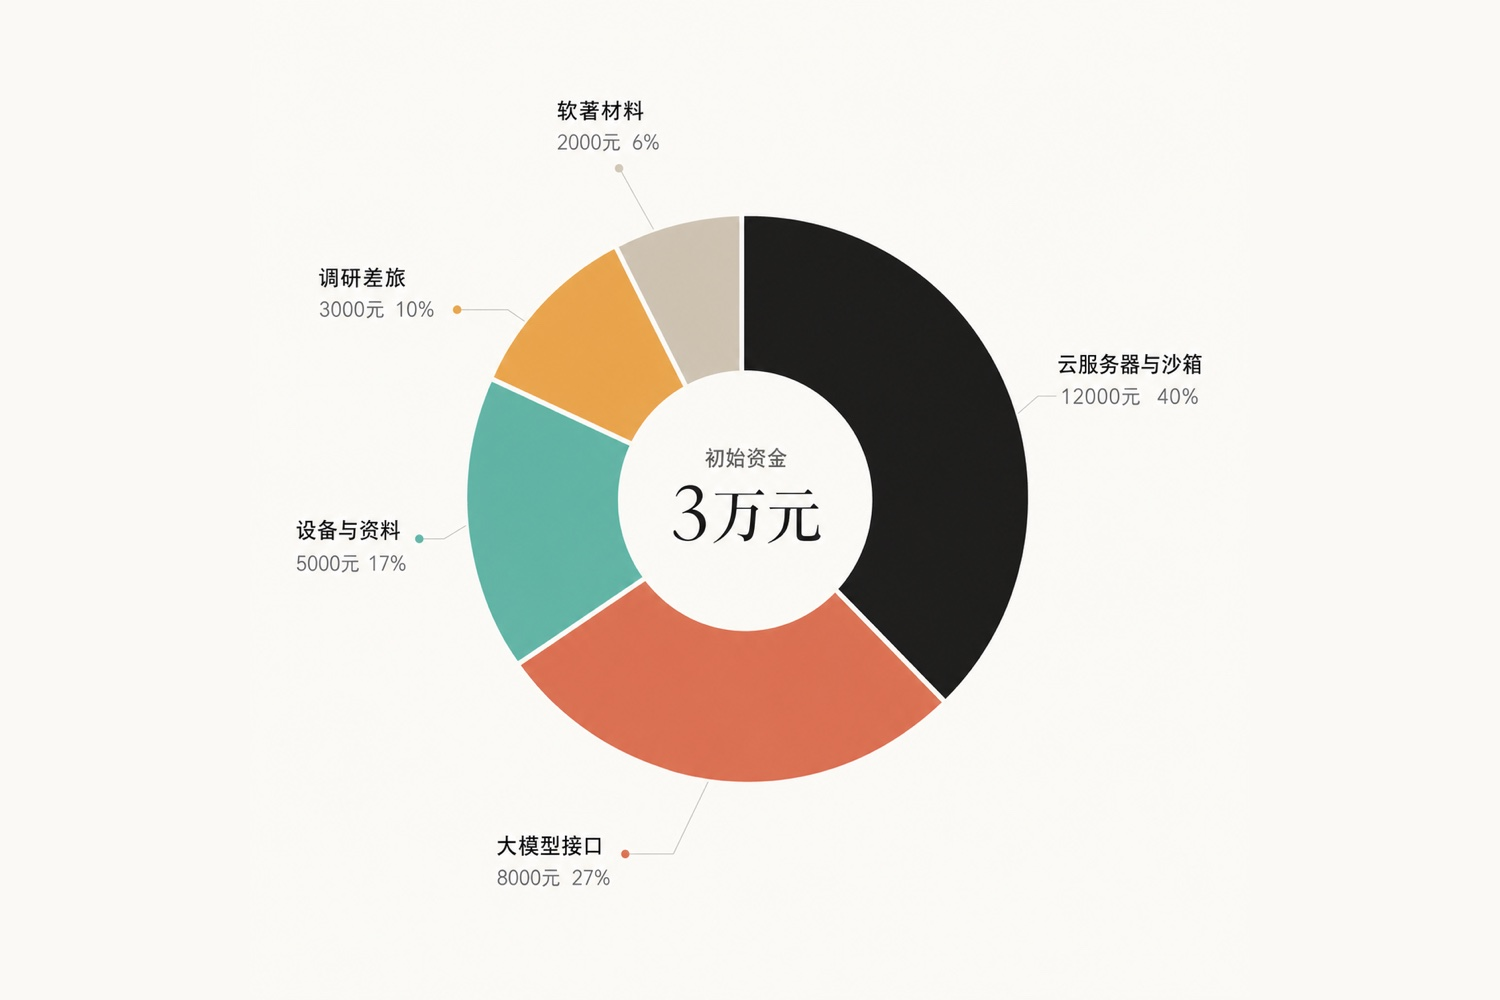 软著材料
2000元 6%
调研差旅
3000元 10%
云服务器与沙箱
12000元 40%
初始资金
3万元
设备与资料
5000元 17%
大模型接口
8000元 27%